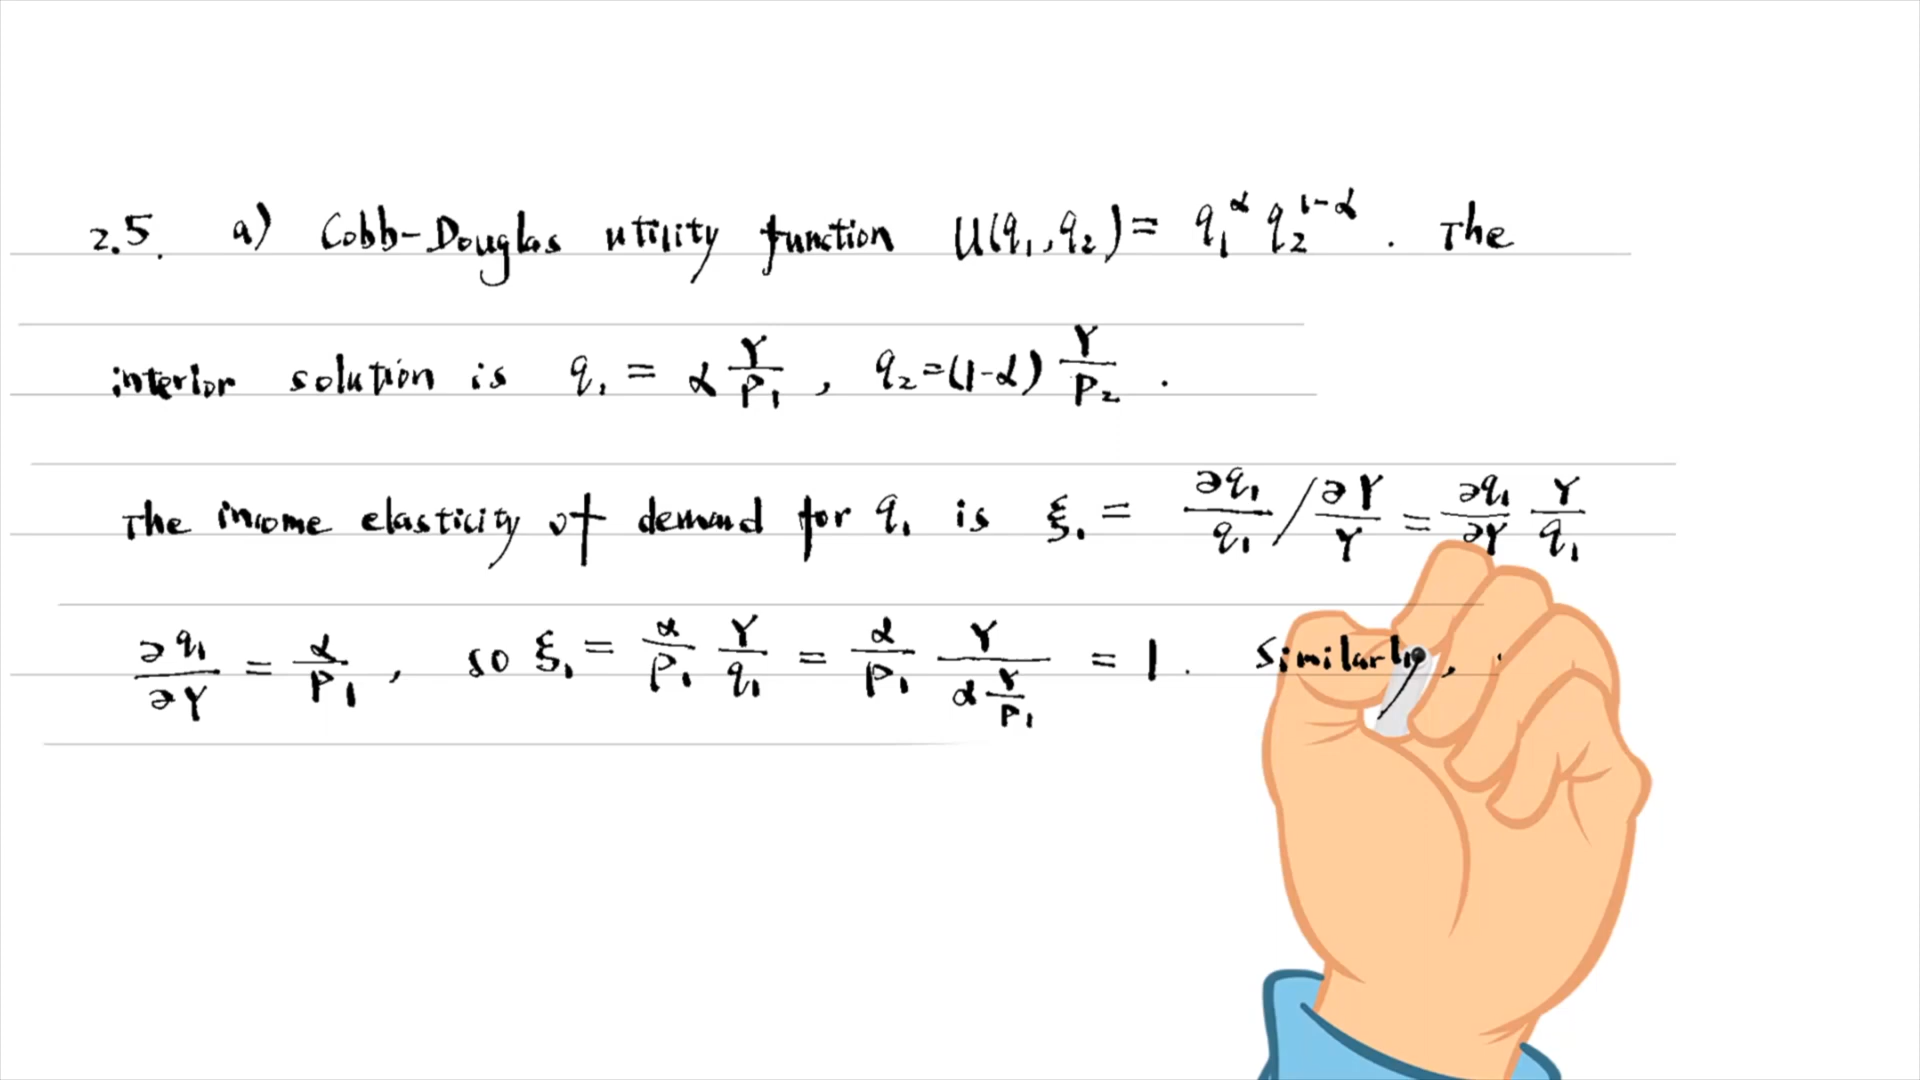 2.5. a) Cobb-Douglas utility function U(q₁, q₂) = q₁^α q₂^(1-α). The
interior solution is q₁ = α Y/P₁, q₂ = (1-α) Y/P₂.
The income elasticity of demand for q₁ is ξ₁ = ∂q₁/q₁ / ∂Y/Y = ∂q₁/∂Y Y/q₁
∂q₁/∂Y = α/P₁, so ξ₁ = α/P₁ Y/q₁ = α/P₁ Y/(α Y/P₁) = 1. Similarly,